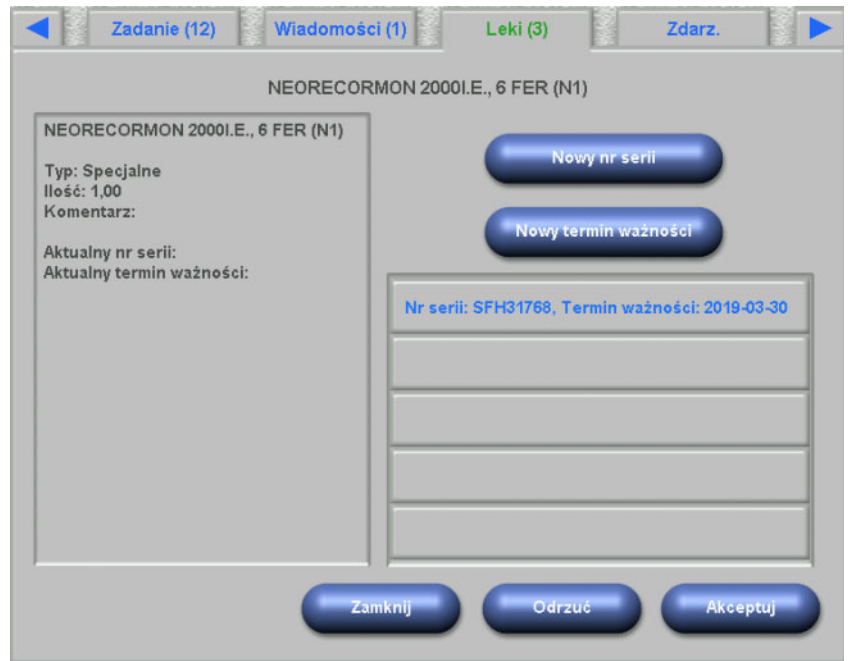 Zadanie (12)
Wiadomości (1)
Leki (3)
Zdarz.
NEORECORMON 2000I.E., 6 FER (N1)
NEORECORMON 2000I.E., 6 FER (N1)
Typ: Specjalne
Ilość: 1,00
Komentarz:
Aktualny nr serii:
Aktualny termin ważności:
Nowy nr serii
Nowy termin ważności
Nr serii: SFH31768, Termin ważności: 2019-03-30
Zamknij
Odrzuć
Akceptuj